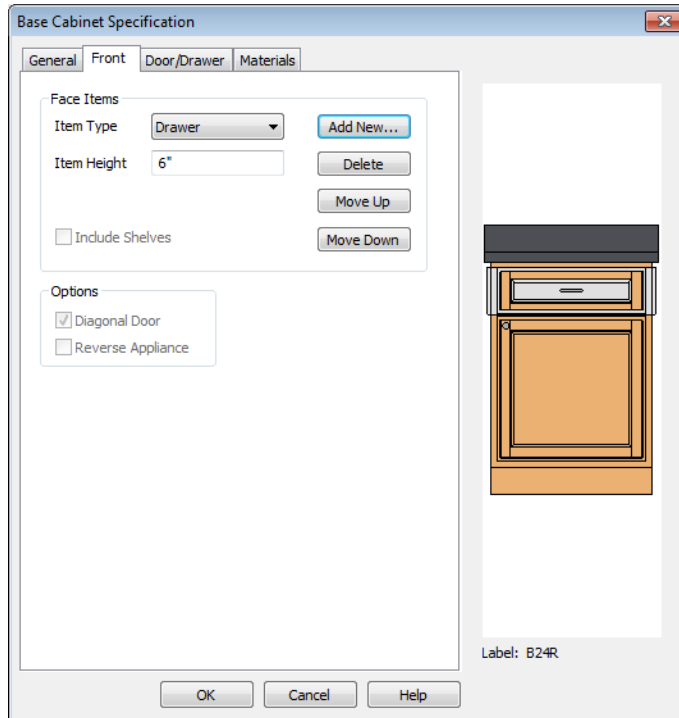 Base Cabinet Specification
General Front Door/Drawer Materials
Face Items
Item Type Drawer Add New...
Item Height 6" Delete
Move Up
Include Shelves Move Down
Options
Diagonal Door
Reverse Appliance
Label: B24R
OK Cancel Help